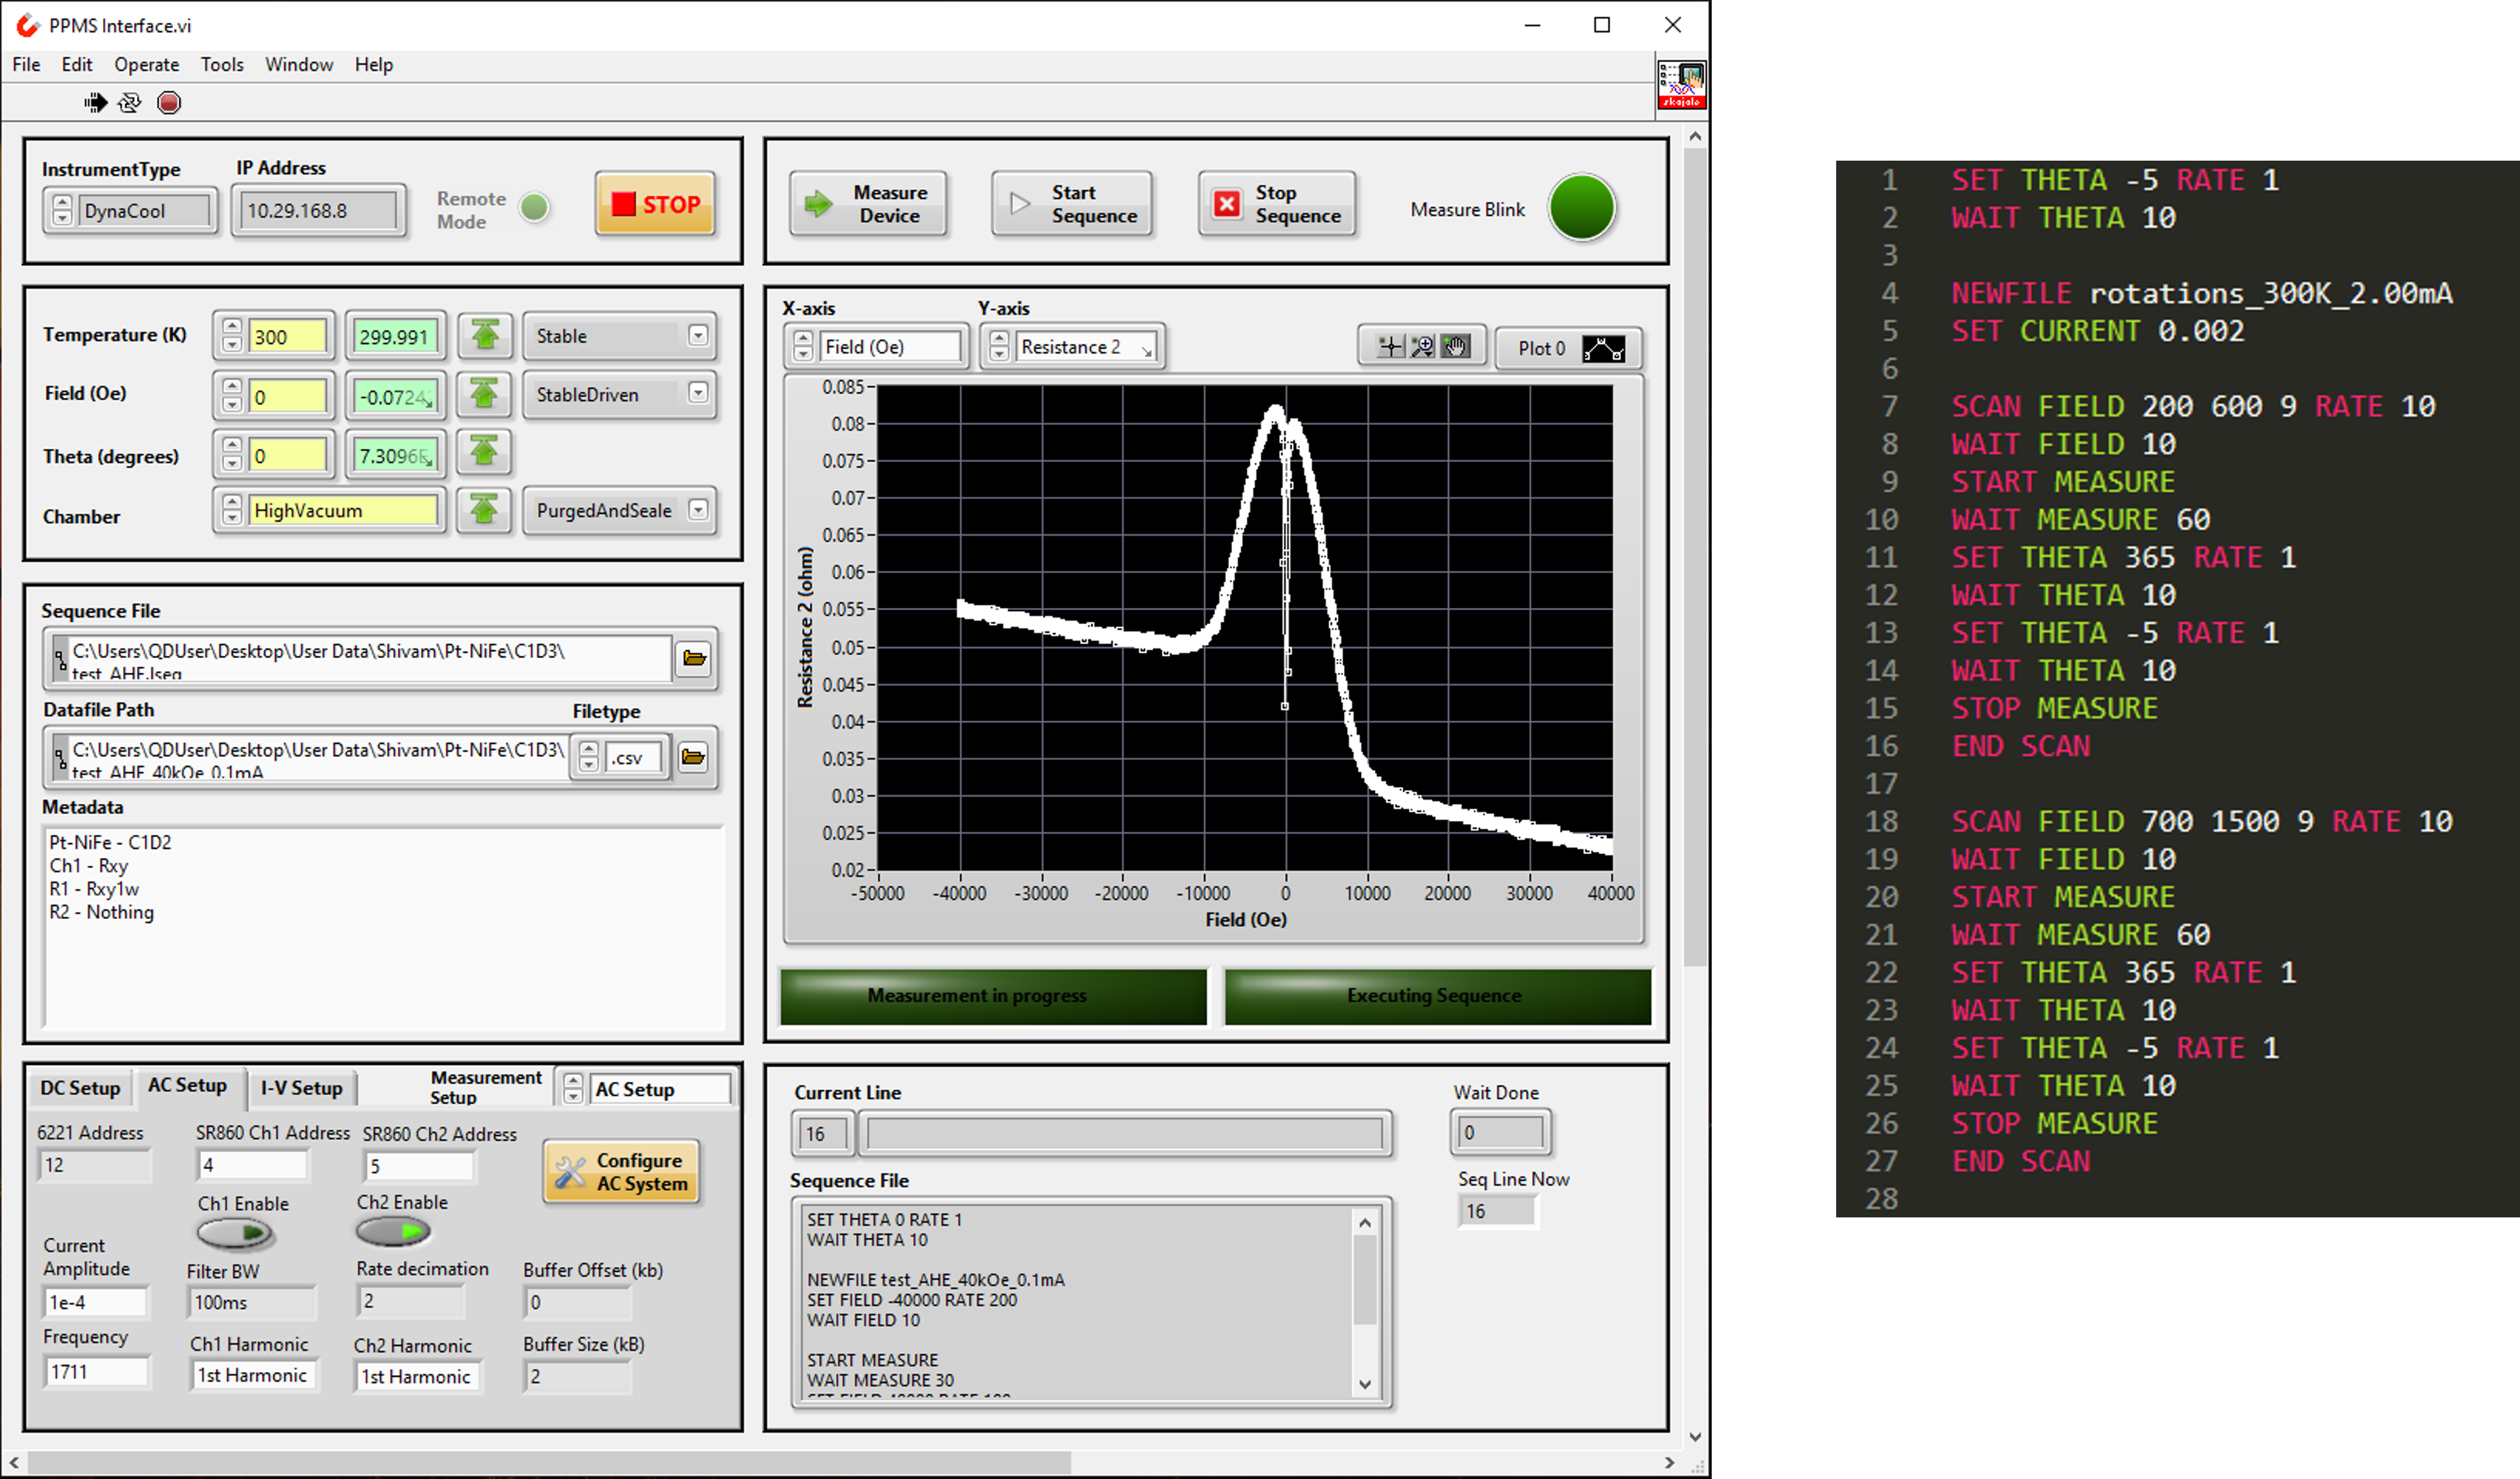 PPMS Interface.vi
File Edit Operate Tools Window Help
skajale
InstrumentType
DynaCool
IP Address
10.29.168.8
Remote
Mode
STOP
Measure
Device
Start
Sequence
Stop
Sequence
Measure Blink
Temperature (K)
300
299.991
Stable
Field (Oe)
0
-0.0724
StableDriven
Theta (degrees)
0
7.3096E
Chamber
HighVacuum
PurgedAndSeale
Sequence File
C:\Users\QDUser\Desktop\User Data\Shivam\Pt-NiFe\C1D3\
test_AHE.lseq
Datafile Path
Filetype
C:\Users\QDUser\Desktop\User Data\Shivam\Pt-NiFe\C1D3\
test_AHE_40kOe_0.1mA
.csv
Metadata
Pt-NiFe - C1D2
Ch1 - Rxy
R1 - Rxy1w
R2 - Nothing
DC Setup
AC Setup
I-V Setup
Measurement
Setup
AC Setup
6221 Address
12
SR860 Ch1 Address
4
SR860 Ch2 Address
5
Configure
AC System
Ch1 Enable
Ch2 Enable
Current
Amplitude
1e-4
Filter BW
100ms
Rate decimation
2
Buffer Offset (kb)
0
Frequency
1711
Ch1 Harmonic
1st Harmonic
Ch2 Harmonic
1st Harmonic
Buffer Size (kB)
2
X-axis
Field (Oe)
Y-axis
Resistance 2
Plot 0
Resistance 2 (ohm)
0.085
0.08
0.075
0.07
0.065
0.06
0.055
0.05
0.045
0.04
0.035
0.03
0.025
0.02
-50000 -40000 -30000 -20000 -10000 0 10000 20000 30000 40000
Field (Oe)
Measurement in progress
Executing Sequence
Current Line
16
Wait Done
0
Seq Line Now
16
Sequence File
SET THETA 0 RATE 1
WAIT THETA 10
NEWFILE test_AHE_40kOe_0.1mA
SET FIELD -40000 RATE 200
WAIT FIELD 10
START MEASURE
WAIT MEASURE 30
SET FIELD 40000 RATE 100
1 SET THETA -5 RATE 1
2 WAIT THETA 10
3
4 NEWFILE rotations_300K_2.00mA
5 SET CURRENT 0.002
6
7 SCAN FIELD 200 600 9 RATE 10
8 WAIT FIELD 10
9 START MEASURE
10 WAIT MEASURE 60
11 SET THETA 365 RATE 1
12 WAIT THETA 10
13 SET THETA -5 RATE 1
14 WAIT THETA 10
15 STOP MEASURE
16 END SCAN
17
18 SCAN FIELD 700 1500 9 RATE 10
19 WAIT FIELD 10
20 START MEASURE
21 WAIT MEASURE 60
22 SET THETA 365 RATE 1
23 WAIT THETA 10
24 SET THETA -5 RATE 1
25 WAIT THETA 10
26 STOP MEASURE
27 END SCAN
28